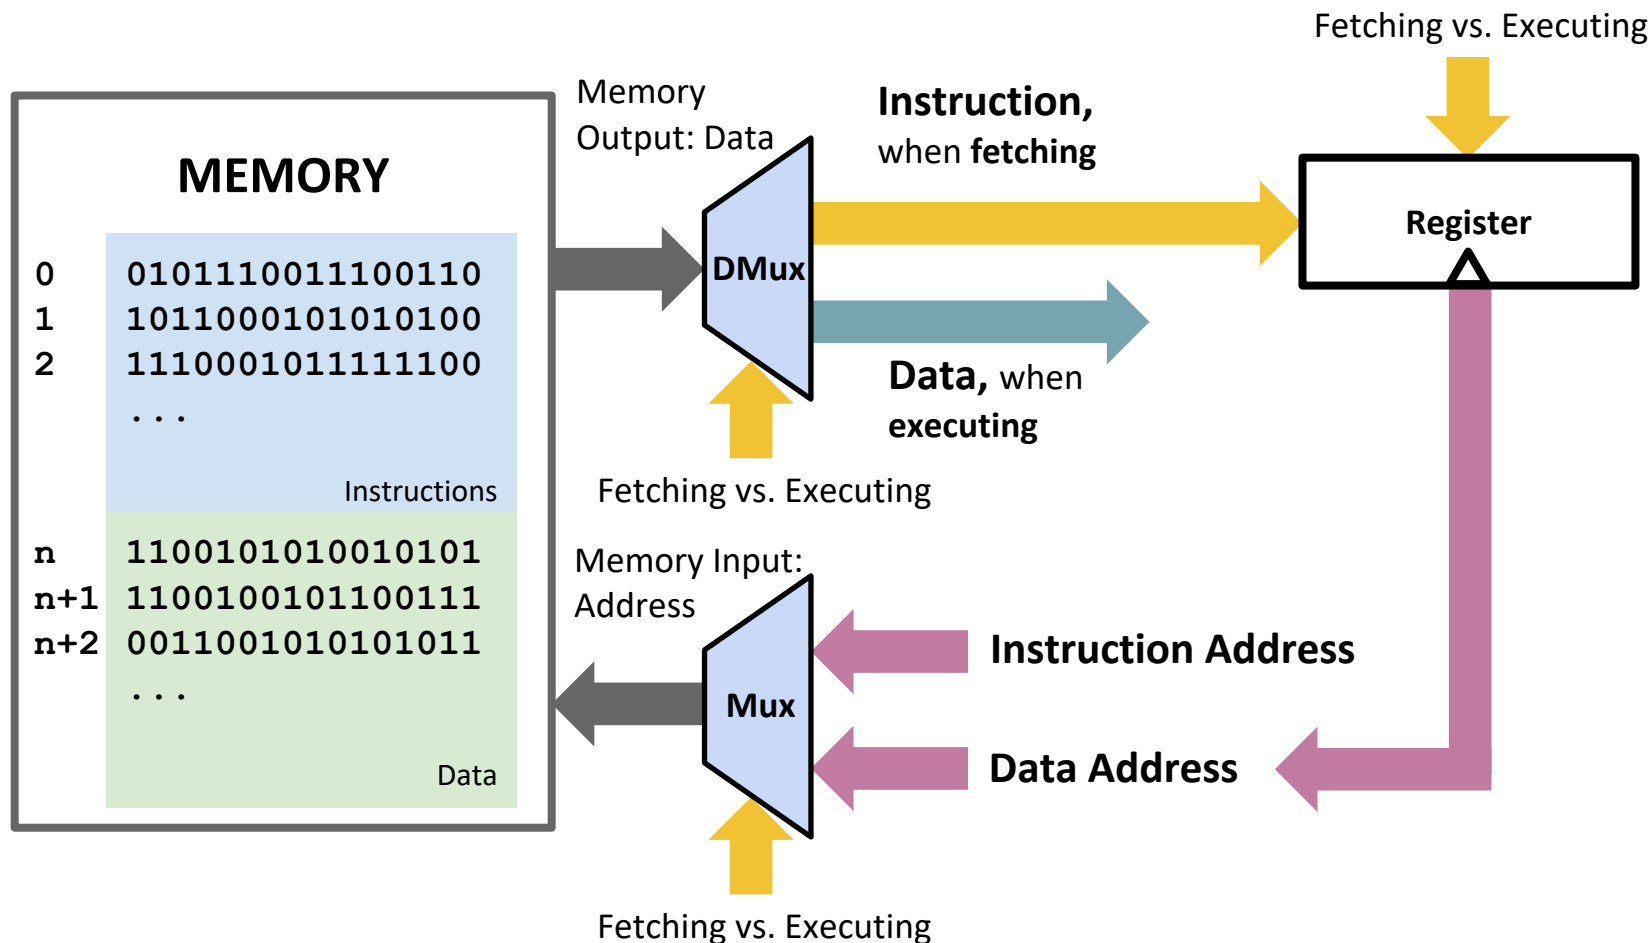 Fetching vs. Executing
Memory
Output: Data
Instruction,
when fetching
MEMORY
Register
DMux
0 0101110011100110
1 1011000101010100
2 1110001011111100
...
Instructions
Data, when
executing
Fetching vs. Executing
n 1100101010010101
n+1 1100100101100111
n+2 0011001010101011
...
Data
Memory Input:
Address
Mux
Instruction Address
Data Address
Fetching vs. Executing